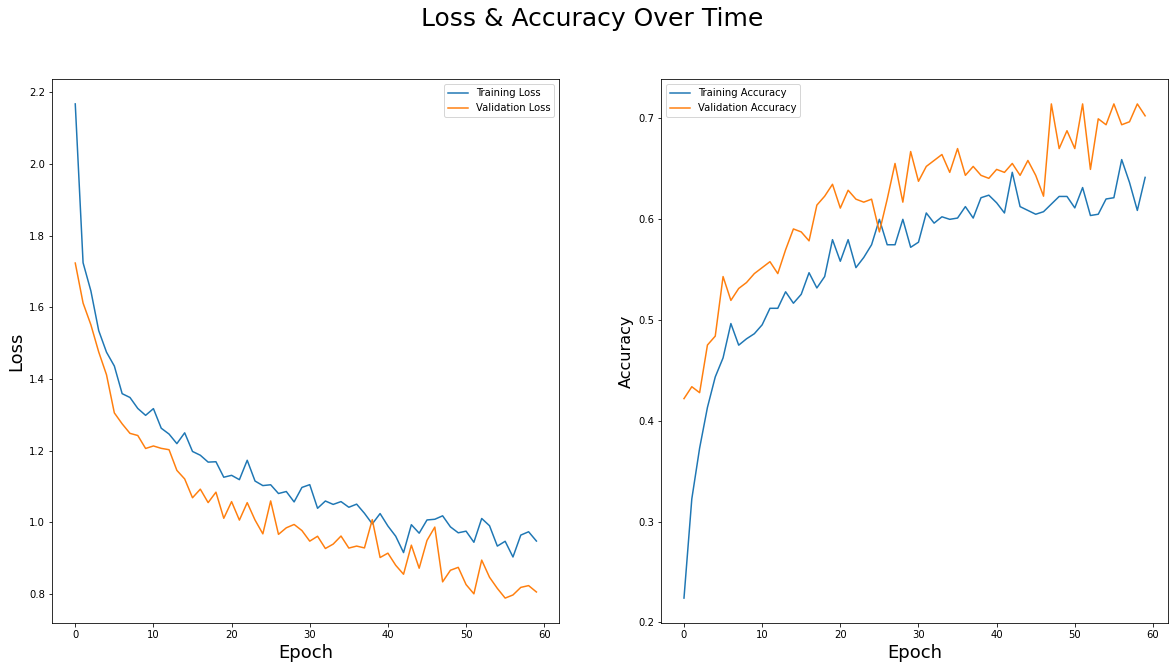 Loss & Accuracy Over Time
Training Loss
Validation Loss
2.2
2.0
1.8
1.6
1.4
1.2
1.0
0.8
Loss
0 10 20 30 40 50 60
Epoch
Training Accuracy
Validation Accuracy
0.7
0.6
0.5
0.4
0.3
0.2
Accuracy
0 10 20 30 40 50 60
Epoch